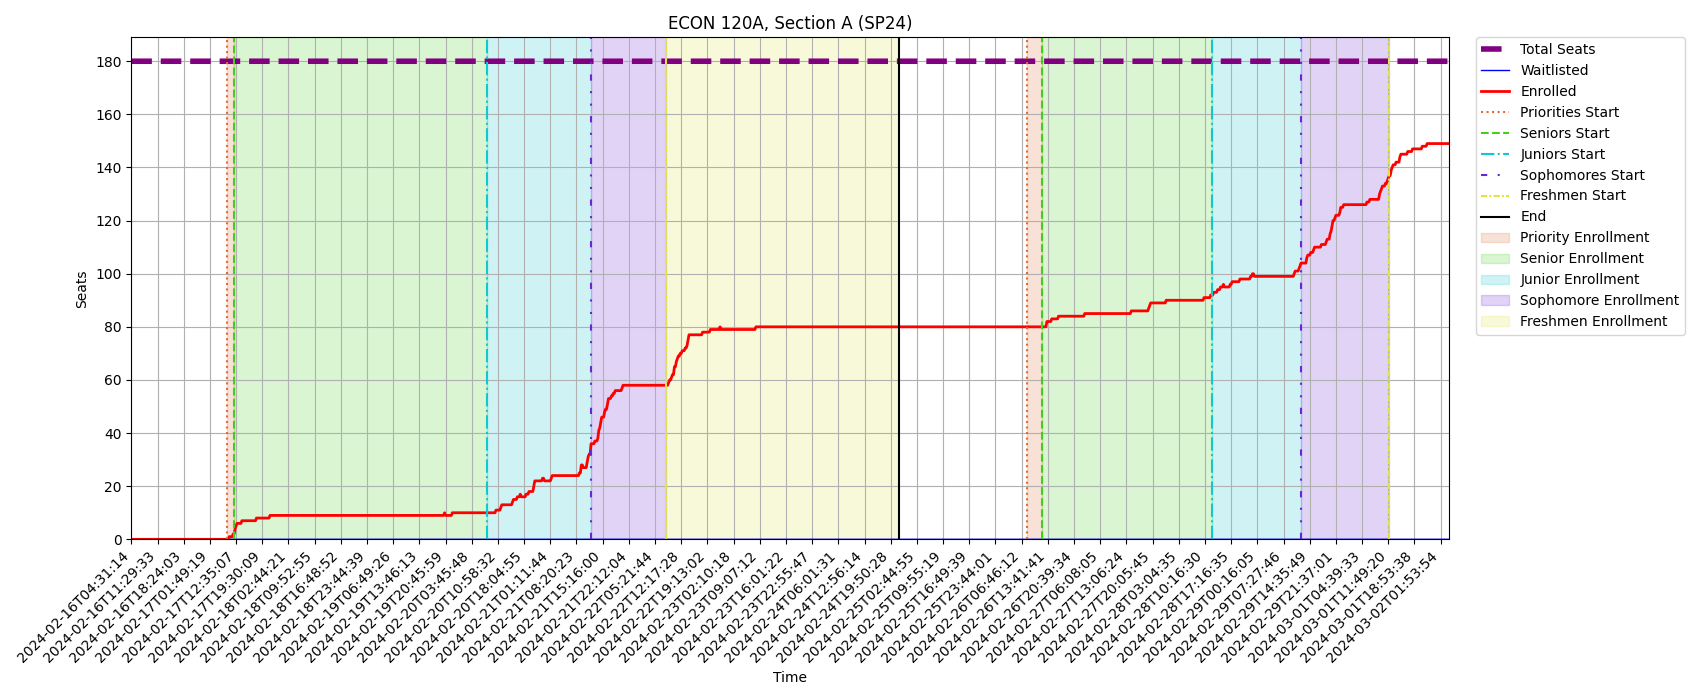 ECON 120A, Section A (SP24)
Seats
180
160
140
120
100
80
60
40
20
0
2024-02-16T04:31:14
2024-02-16T11:29:33
2024-02-16T18:24:03
2024-02-17T01:49:19
2024-02-17T12:35:07
2024-02-17T19:30:09
2024-02-18T02:44:21
2024-02-18T09:52:55
2024-02-18T16:48:52
2024-02-18T23:44:39
2024-02-19T06:49:26
2024-02-19T13:46:13
2024-02-19T20:45:59
2024-02-20T03:45:48
2024-02-20T10:58:32
2024-02-20T18:04:55
2024-02-21T01:11:44
2024-02-21T08:20:23
2024-02-21T15:16:00
2024-02-21T22:12:04
2024-02-22T05:21:44
2024-02-22T12:17:28
2024-02-22T19:13:02
2024-02-23T02:10:18
2024-02-23T09:07:12
2024-02-23T16:01:22
2024-02-23T22:55:47
2024-02-24T06:01:31
2024-02-24T12:56:14
2024-02-24T19:50:28
2024-02-25T02:44:55
2024-02-25T09:55:19
2024-02-25T16:49:39
2024-02-25T23:44:01
2024-02-26T06:46:12
2024-02-26T13:41:41
2024-02-26T20:39:34
2024-02-27T06:08:05
2024-02-27T13:06:24
2024-02-27T20:05:45
2024-02-28T03:04:35
2024-02-28T10:16:30
2024-02-28T17:16:35
2024-02-29T00:16:05
2024-02-29T07:27:46
2024-02-29T14:35:49
2024-02-29T21:37:01
2024-03-01T04:39:33
2024-03-01T11:49:20
2024-03-01T18:53:38
2024-03-02T01:53:54
Time
Total Seats
Waitlisted
Enrolled
Priorities Start
Seniors Start
Juniors Start
Sophomores Start
Freshmen Start
End
Priority Enrollment
Senior Enrollment
Junior Enrollment
Sophomore Enrollment
Freshmen Enrollment